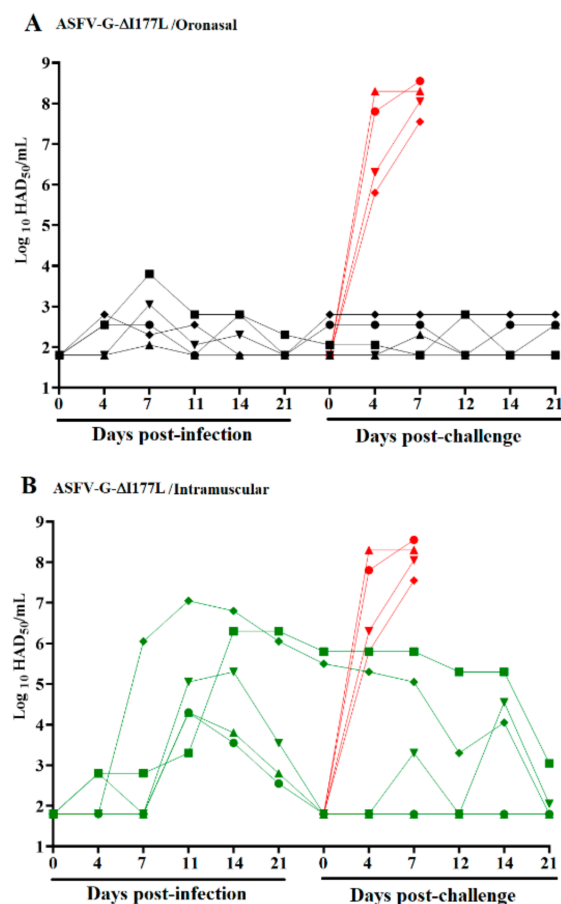 A ASFV-G-ΔI177L /Oronasal
Log 10 HAD50/mL
9
8
7
6
5
4
3
2
1
0 4 7 11 14 21 0 4 7 12 14 21
Days post-infection Days post-challenge
B ASFV-G-ΔI177L /Intramuscular
Log 10 HAD50/mL
9
8
7
6
5
4
3
2
1
0 4 7 11 14 21 0 4 7 12 14 21
Days post-infection Days post-challenge